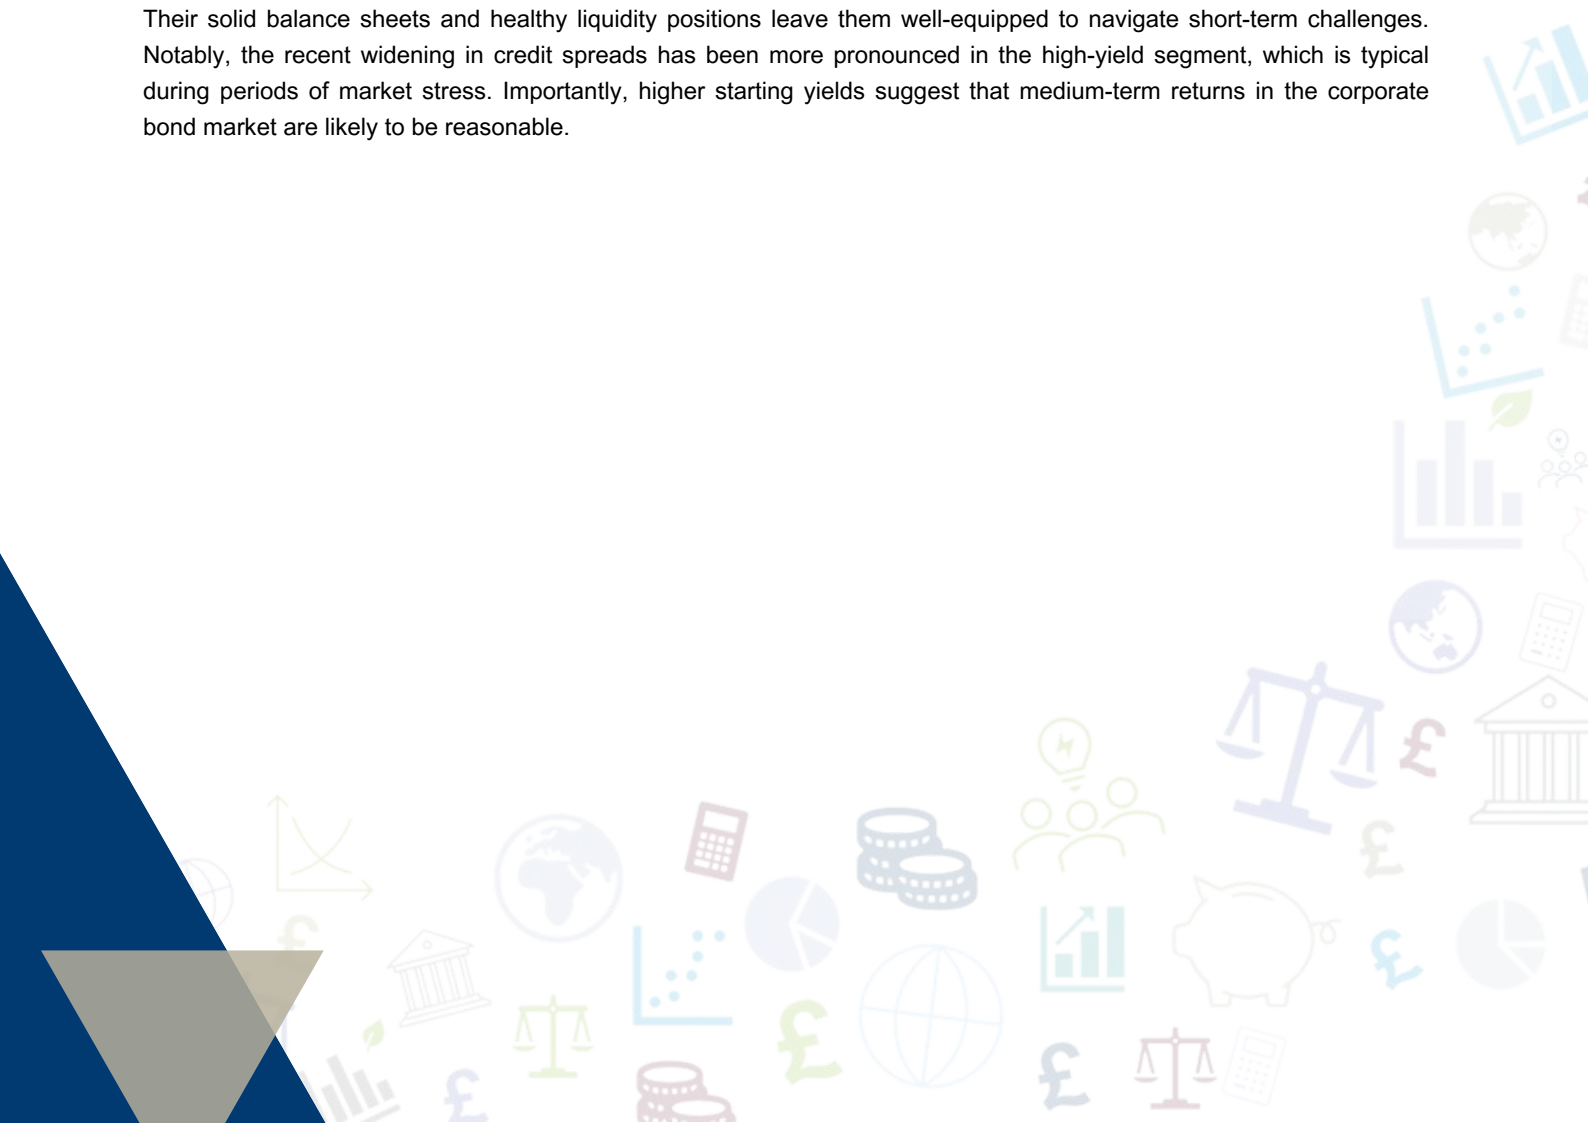 Their solid balance sheets and healthy liquidity positions leave them well-equipped to navigate short-term challenges.
Notably, the recent widening in credit spreads has been more pronounced in the high-yield segment, which is typical
during periods of market stress. Importantly, higher starting yields suggest that medium-term returns in the corporate
bond market are likely to be reasonable.